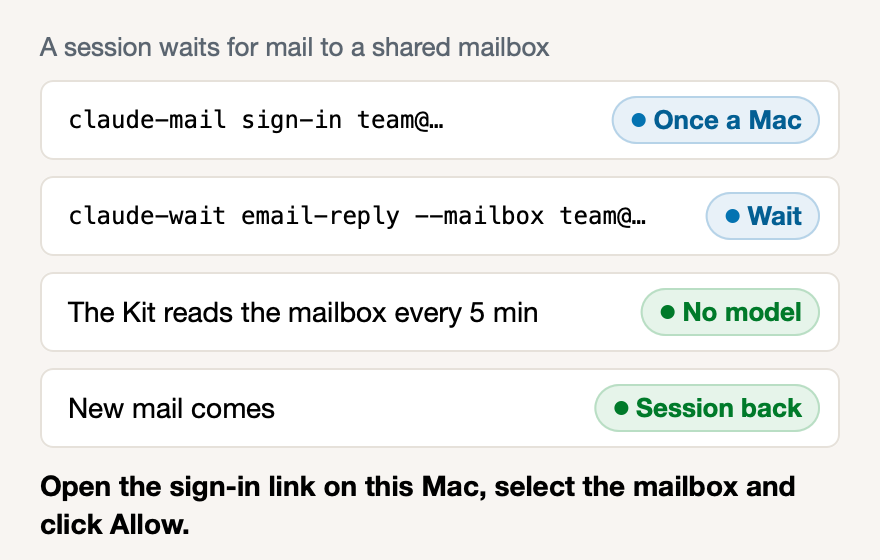 A session waits for mail to a shared mailbox
claude-mail sign-in team@…
Once a Mac
claude-wait email-reply --mailbox team@…
Wait
The Kit reads the mailbox every 5 min
No model
New mail comes
Session back
Open the sign-in link on this Mac, select the mailbox and
click Allow.